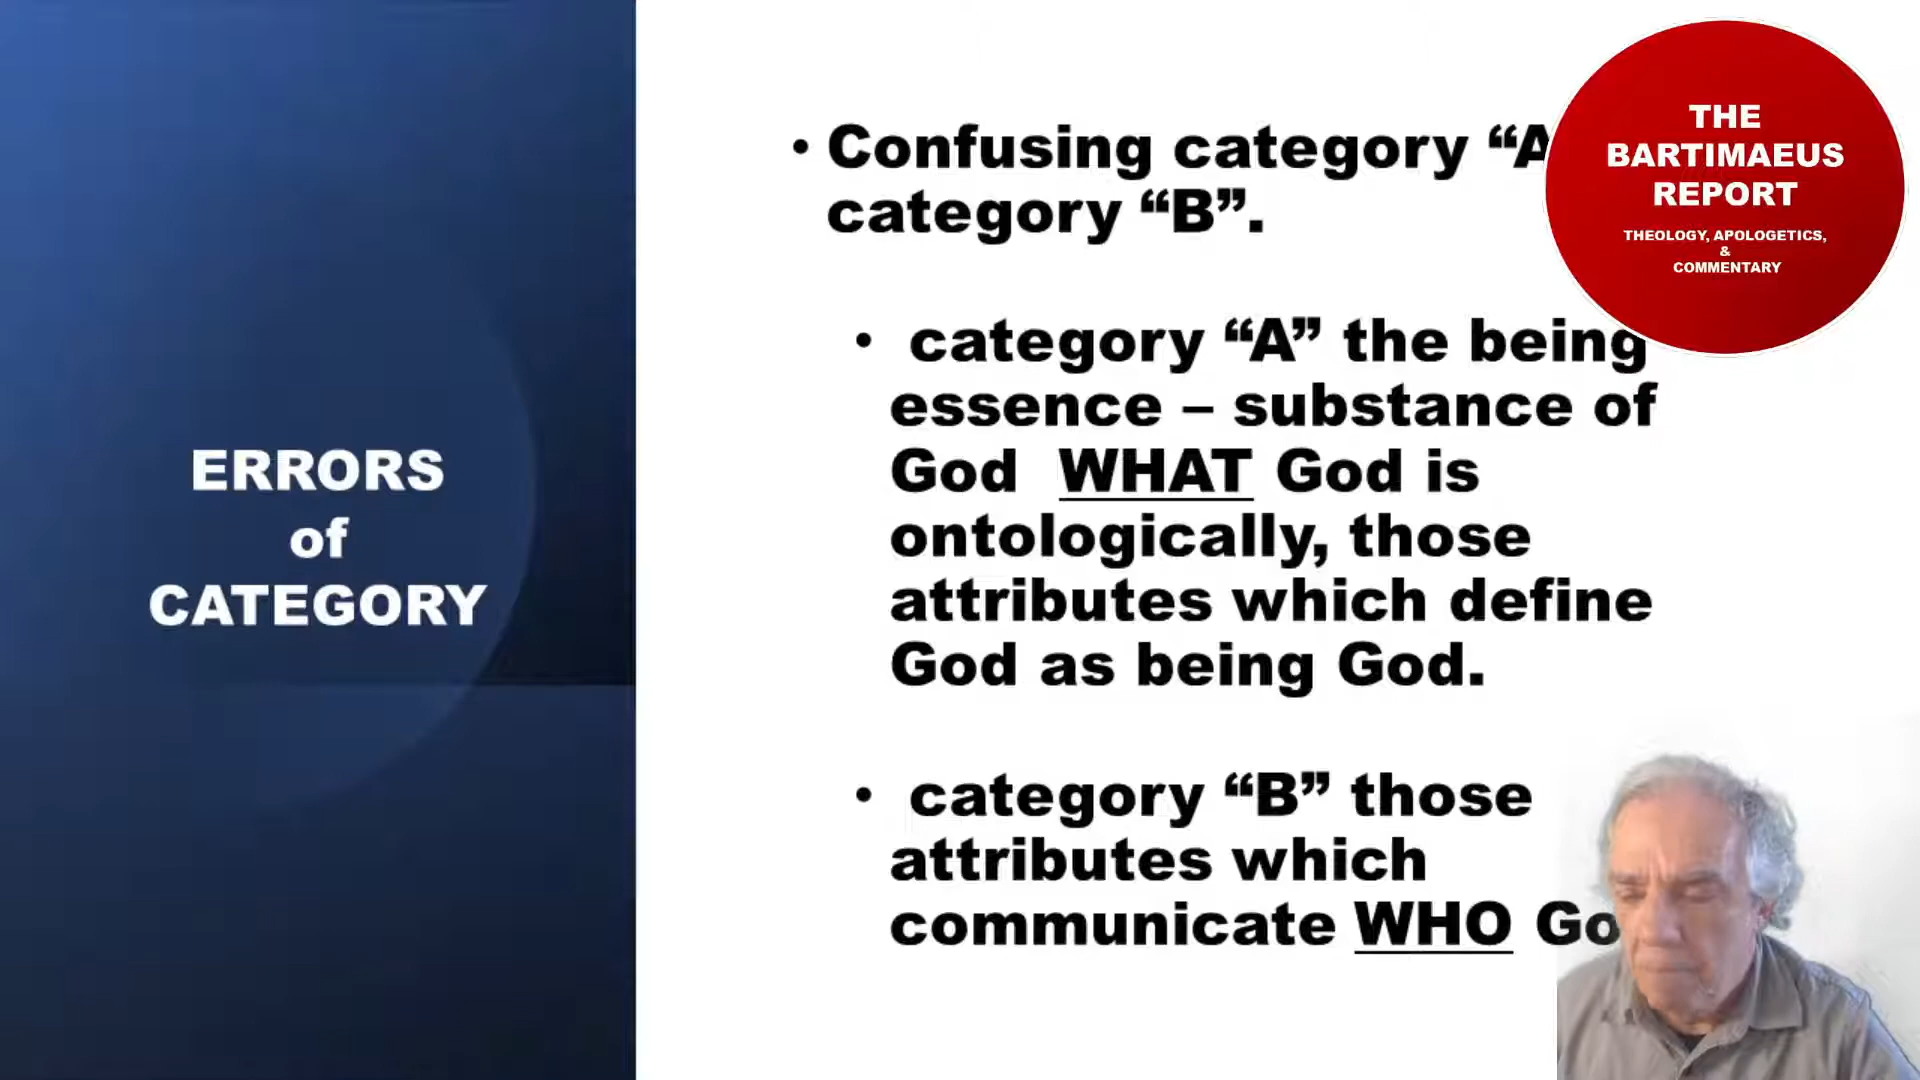 ERRORS
of
CATEGORY
• Confusing category “A
category “B”.
• category “A” the being
essence – substance of
God WHAT God is
ontologically, those
attributes which define
God as being God.
• category “B” those
attributes which
communicate WHO Go
THE
BARTIMAEUS
REPORT
THEOLOGY, APOLOGETICS,
&
COMMENTARY